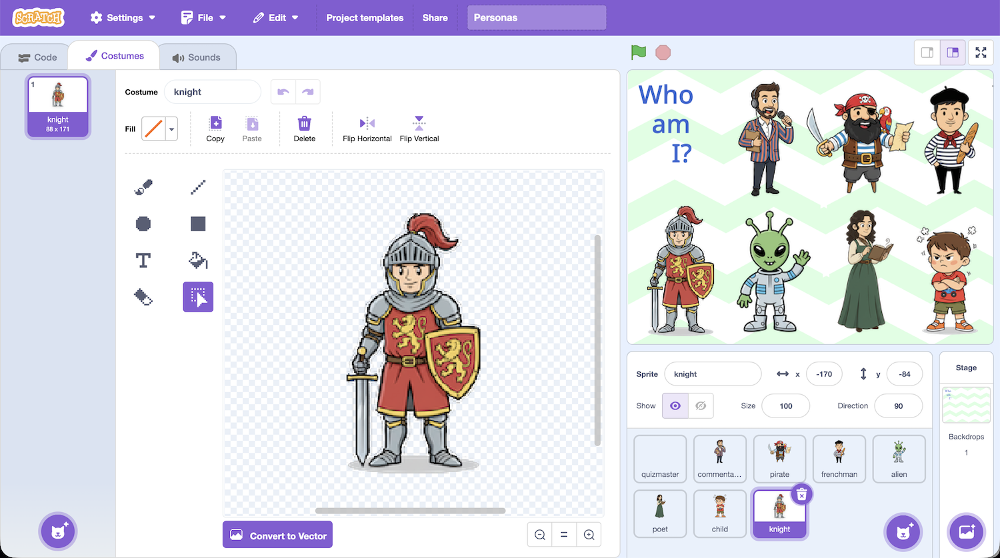 SCRATCH
Settings
File
Edit
Project templates
Share
Personas
Code
Costumes
Sounds
1
knight
88 x 171
Costume
knight
Fill
Copy
Paste
Delete
Flip Horizontal
Flip Vertical
Convert to Vector
Who
am
I?
Sprite
knight
x
-170
y
-84
Show
Size
100
Direction
90
quizmaster
commenta...
pirate
frenchman
alien
poet
child
knight
Stage
Who
am
I?
Backdrops
1